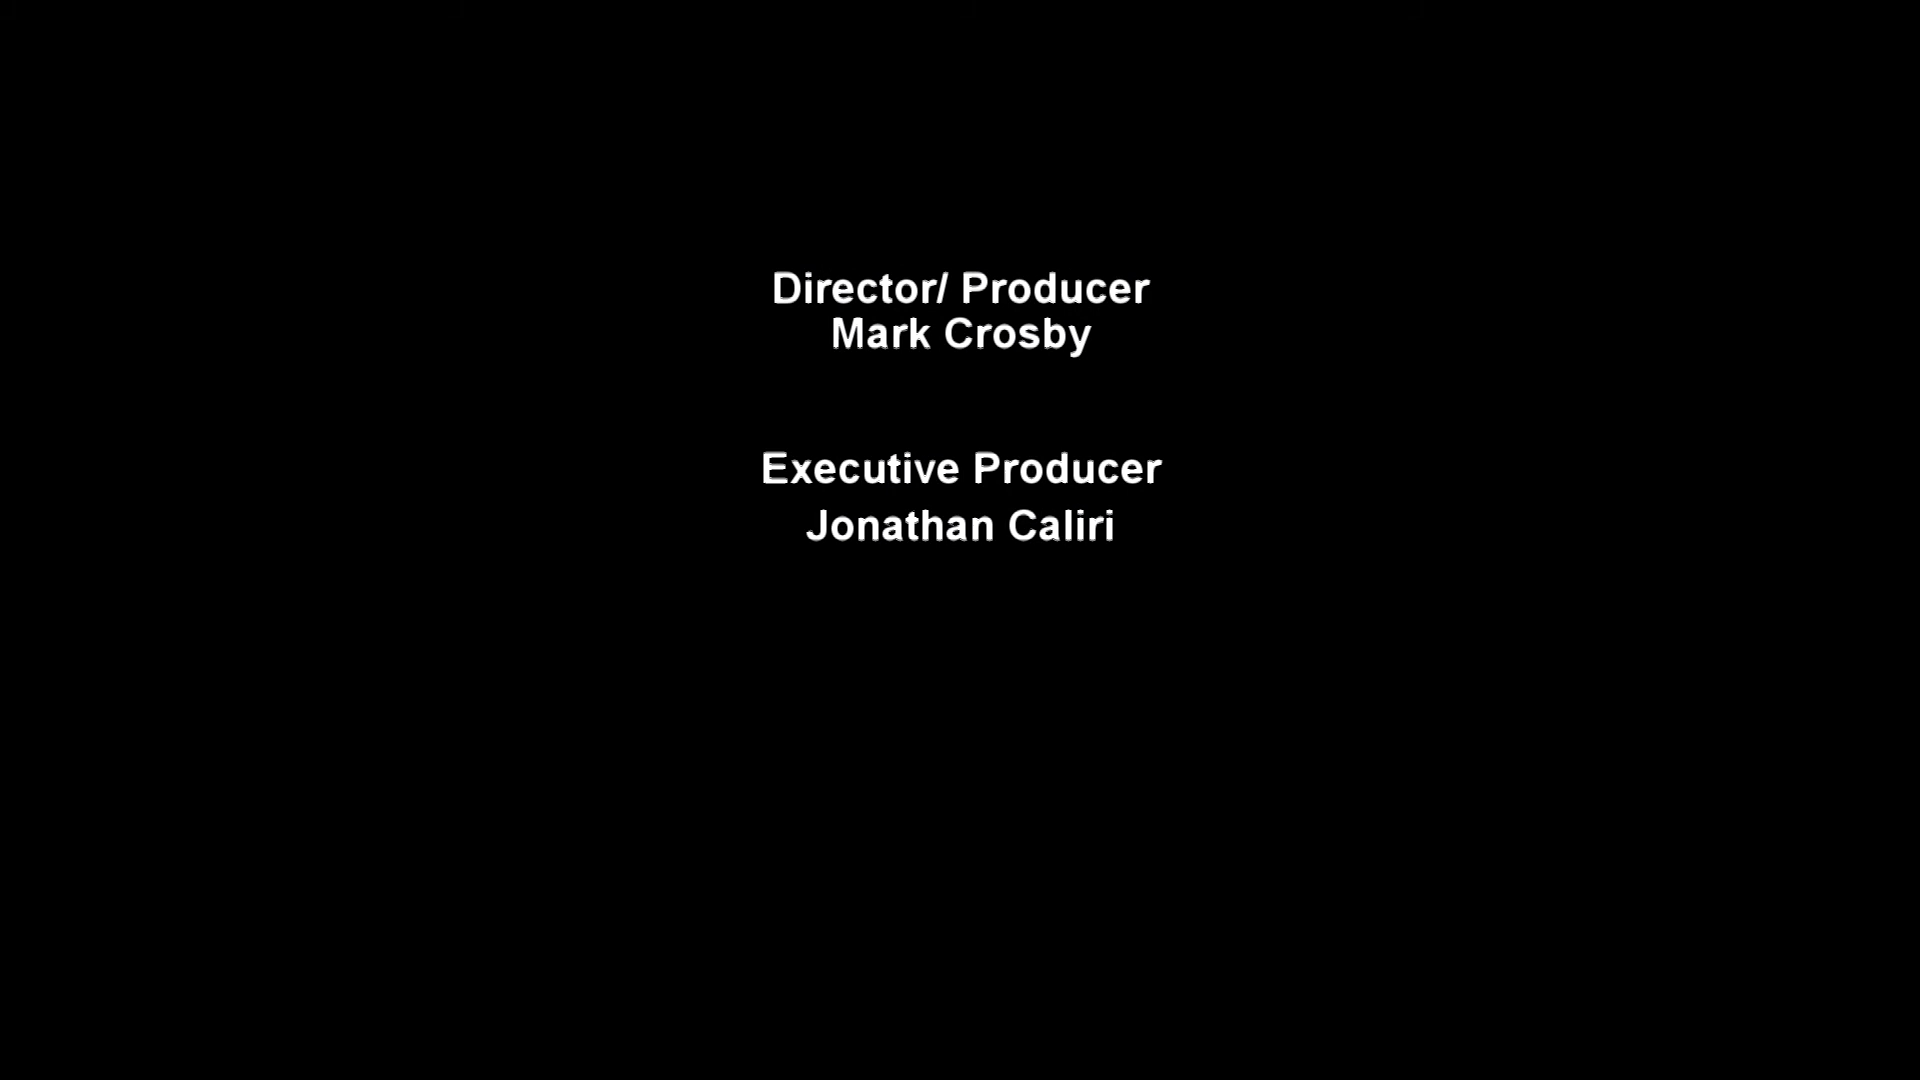 Director/ Producer
Mark Crosby
Executive Producer
Jonathan Caliri